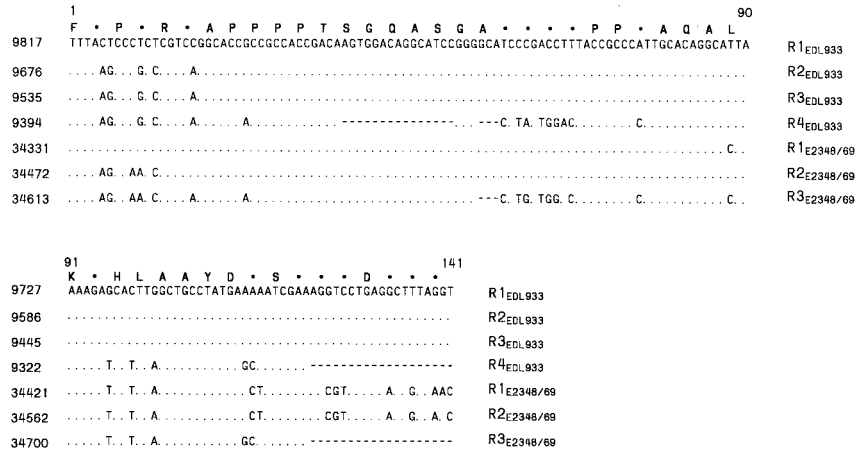 1 90
F • P • R • A P P P P T S G Q A S G A • • • • P P • A Q A L
9817 TTTACTCCCTCTCGTCCGGCACCGCCGCCACCGACAAGTGGACAGGCATCCGGGGCATCCCGACCTTTACCGCCCATTGCACAGGCATTA R1EDL933
9676 ....AG...G.C....A......................................................................... R2EDL933
9535 ....AG...G.C....A......................................................................... R3EDL933
9394 ....AG...G.C....A......A............---------------...---C.TA.TGGAC........C.............. R4EDL933
34331 .......................................................................................C.. R1E2348/69
34472 ....AG..AA.C.............................................................................. R2E2348/69
34613 ....AG..AA.C....A......A..............................---C.TG.TGG.C........C...........C.. R3E2348/69
91 141
K • H L A A Y D • S • • • D • • •
9727 AAAGAGCACTTGGCTGCCTATGAAAAATCGAAAGGTCCTGAGGCTTTAGGT R1EDL933
9586 ................................................... R2EDL933
9445 ................................................... R3EDL933
9322 .....T..T..A...........GC.......------------------- R4EDL933
34421 .....T..T..A............CT........CGT.....A..G..AAC R1E2348/69
34562 .....T..T..A............CT........CGT.....A..G..A.C R2E2348/69
34700 .....T..T..A...........GC.......------------------- R3E2348/69